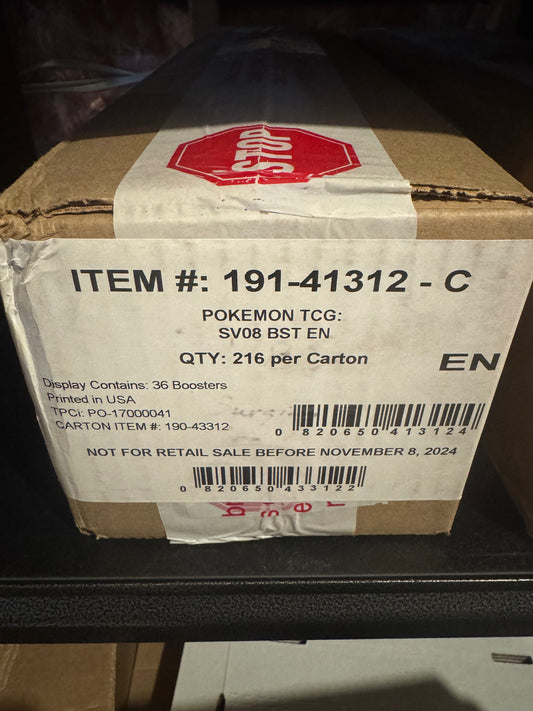 STOP
ITEM #: 191-41312 - C
POKEMON TCG:
SV08 BST EN
QTY: 216 per Carton
EN
Display Contains: 36 Boosters
Printed in USA
TPCi: PO-17000041
CARTON ITEM #: 190-43312
0 820650 413124
NOT FOR RETAIL SALE BEFORE NOVEMBER 8, 2024
0 820650 433122